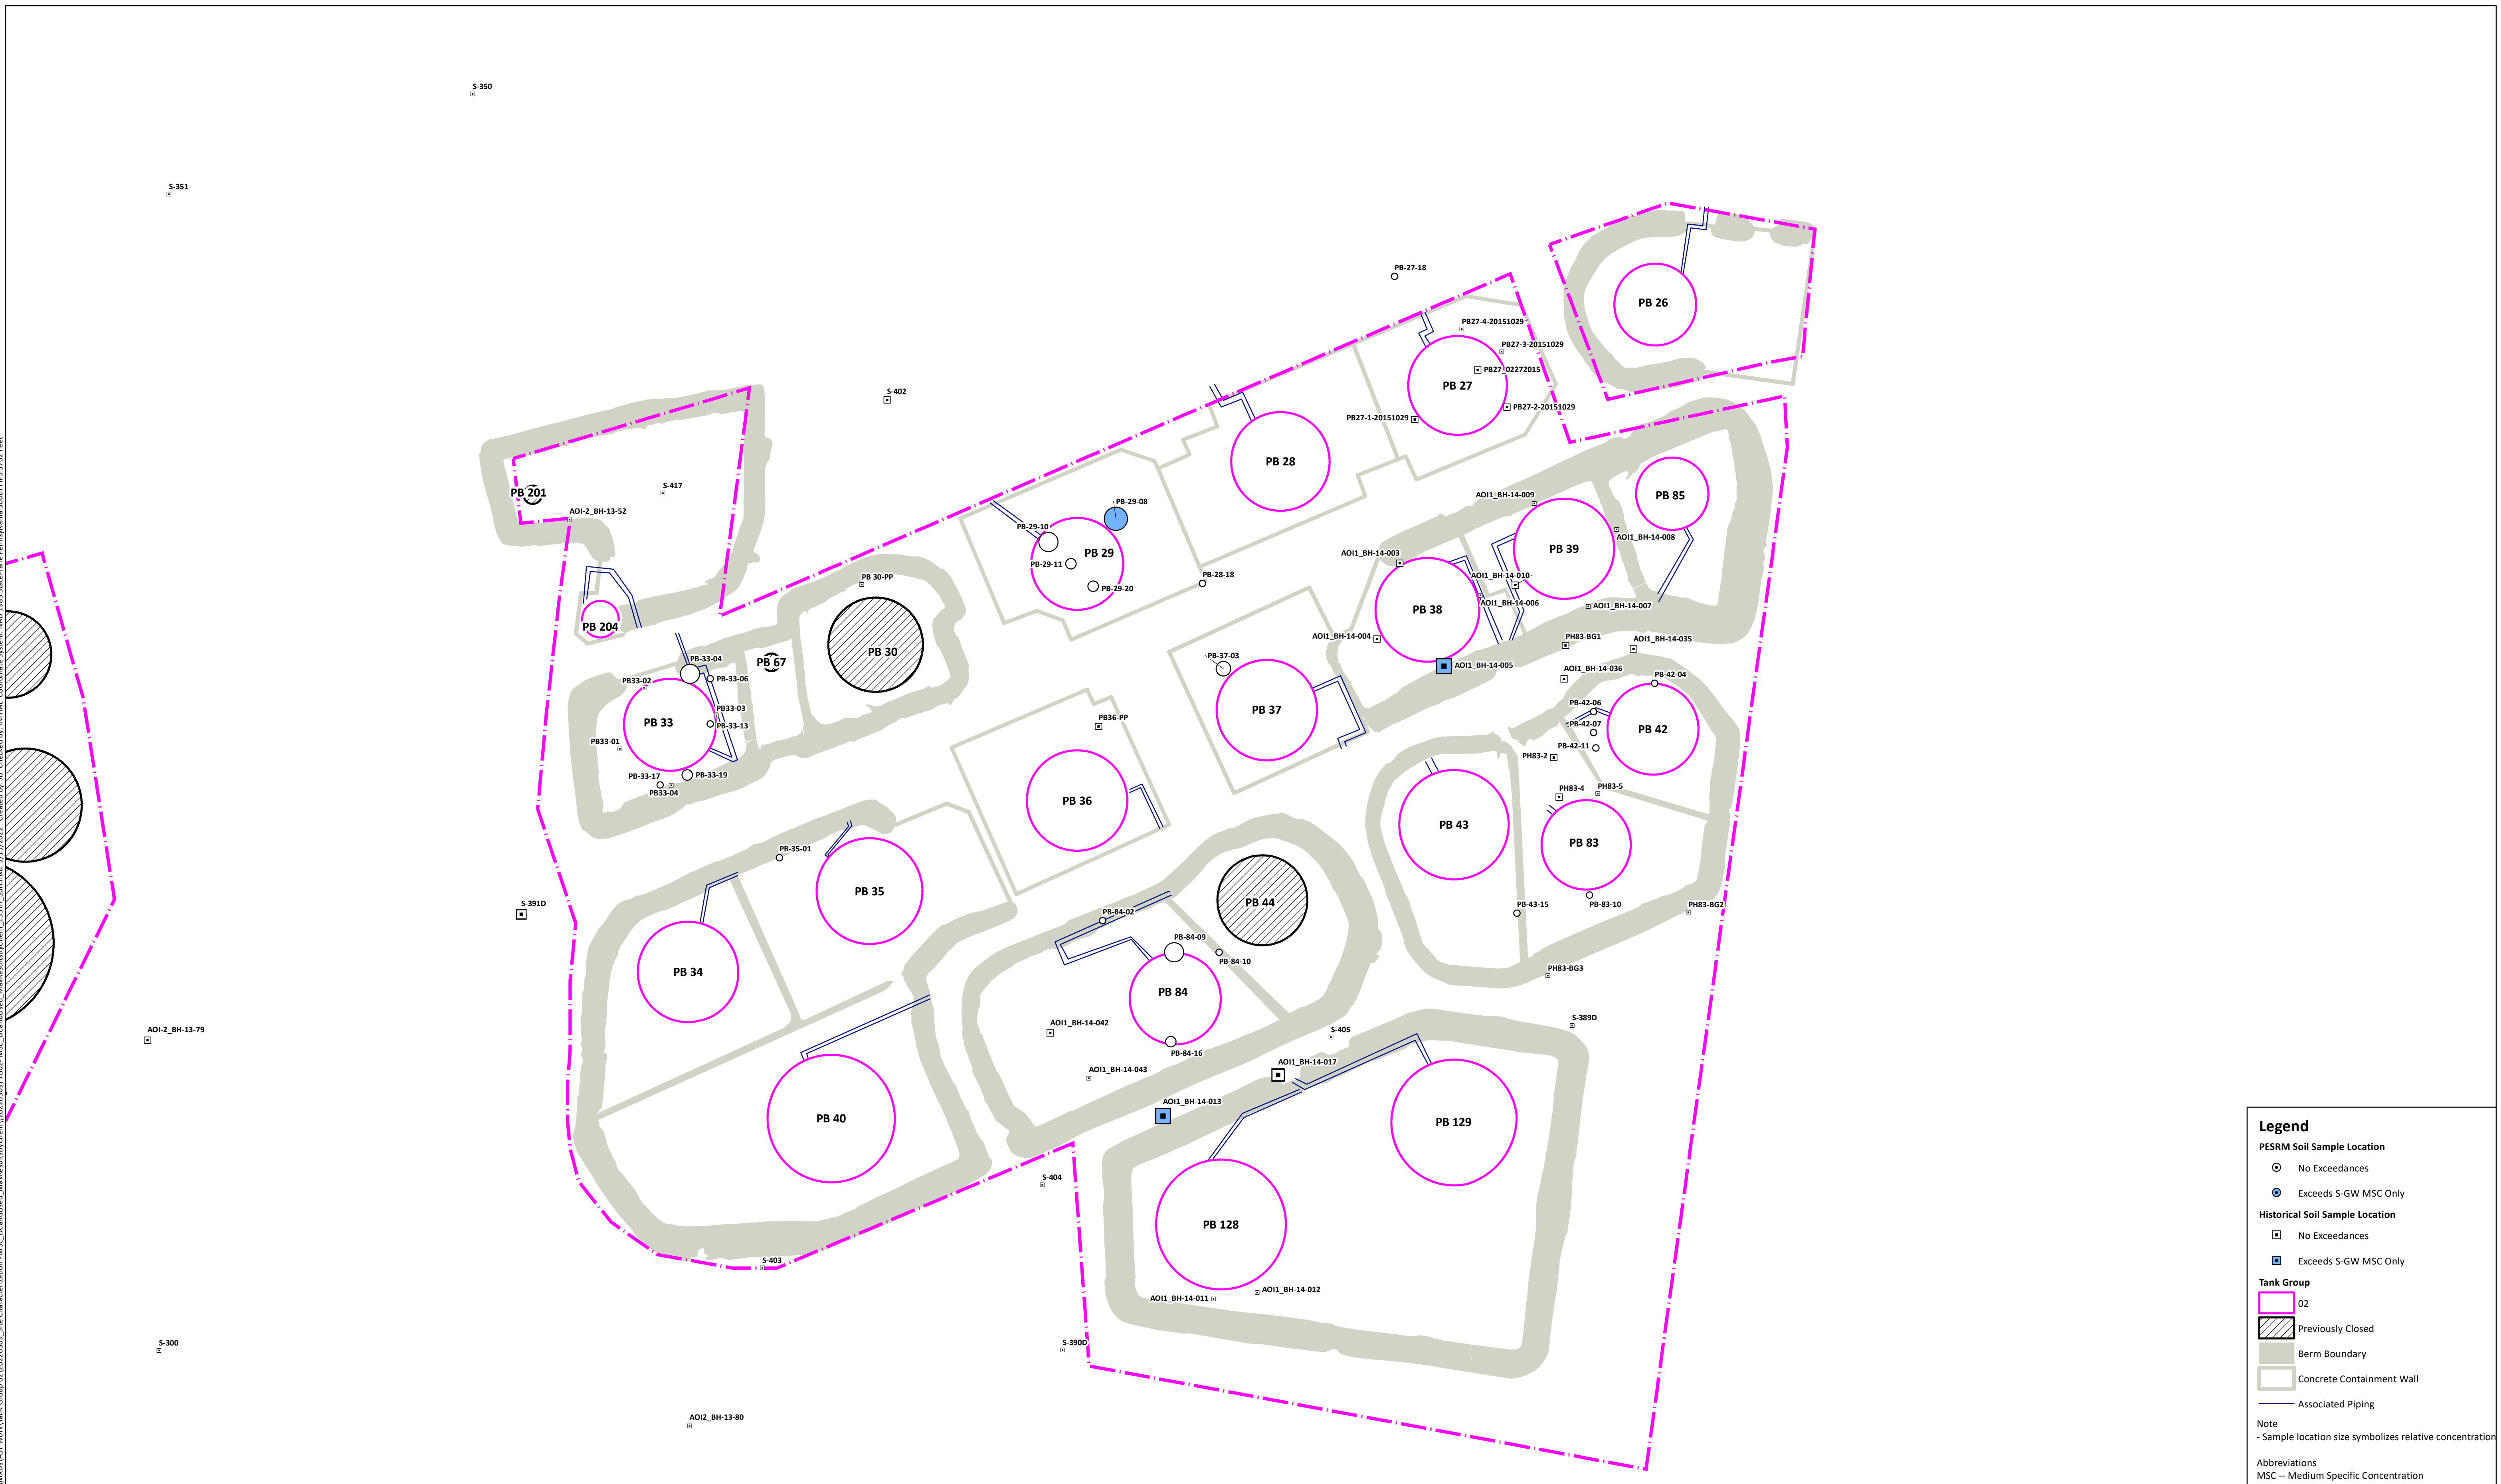 S-350
S-351
PB-27-18
PB 26
PB27-4-20151029
PB27-3-20151029
PB27_02272015
PB 27
S-402
PB27-2-20151029
PB27-1-20151029
PB 28
PB 201
S-417
AOI-2_BH-13-52
PB-29-08
PB-29-10
PB 29
PB-29-11
PB-29-20
PB-28-18
AOI1_BH-14-009
PB 85
AOI1_BH-14-008
PB 39
AOI1_BH-14-003
AOI1_BH-14-010
AOI1_BH-14-006
AOI1_BH-14-007
PB 38
PB 30-PP
PB 204
PB 30
PB 67
PB-33-04
PB-33-06
PB33-02
PB33-03
PB 33
PB-33-13
PB33-01
PB-33-17
PB-33-19
PB33-04
AOI1_BH-14-004
PH83-BG1
AOI1_BH-14-035
PB-37-03
AOI1_BH-14-005
AOI1_BH-14-036
PB-42-04
PB 37
PB-42-06
PB-42-07
PB 42
PB-42-11
PH83-2
PB36-PP
PB 36
PH83-4
PH83-5
PB 43
PB 83
PB-35-01
PB 35
PB 44
S-391D
PB-43-15
PB-83-10
PH83-BG2
PB-84-02
PB-84-09
PB-84-10
PB 34
PH83-BG3
PB 84
AOI-2_BH-13-79
AOI1_BH-14-042
S-405
S-389D
PB-84-16
AOI1_BH-14-043
AOI1_BH-14-017
AOI1_BH-14-013
PB 40
PB 129
S-404
PB 128
S-403
AOI1_BH-14-011
AOI1_BH-14-012
S-300
S-390D
AOI2_BH-13-80
Legend
PESRM Soil Sample Location
No Exceedances
Exceeds S-GW MSC Only
Historical Soil Sample Location
No Exceedances
Exceeds S-GW MSC Only
Tank Group
02
Previously Closed
Berm Boundary
Concrete Containment Wall
Associated Piping
Note
- Sample location size symbolizes relative concentration
Abbreviations
MSC -- Medium Specific Concentration